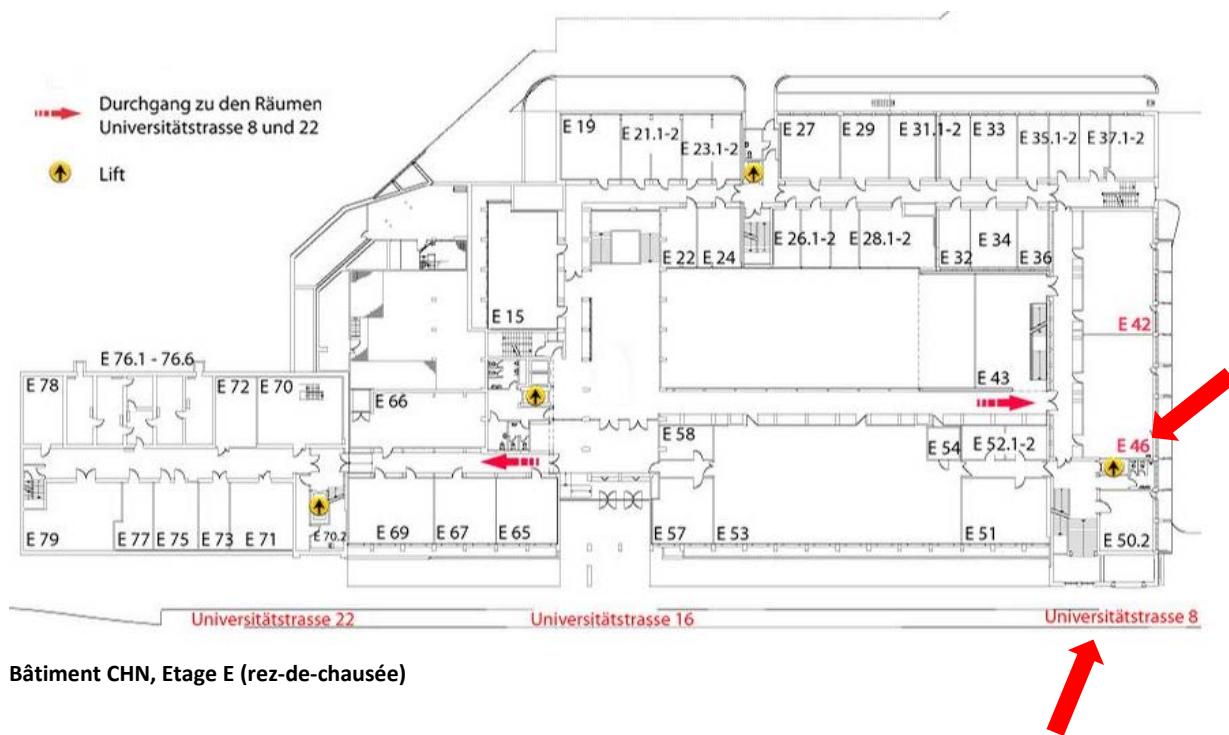 Durchgang zu den Räumen
Universitätstrasse 8 und 22
Lift
E 19
E 21.1-2
E 23.1-2
E 27
E 29
E 31.1-2
E 33
E 35.1-2
E 37.1-2
E 22
E 24
E 26.1-2
E 28.1-2
E 32
E 34
E 36
E 15
E 42
E 43
E 76.1 - 76.6
E 78
E 72
E 70
E 66
E 58
E 54
E 52.1-2
E 46
E 79
E 77
E 75
E 73
E 71
E 70.2
E 69
E 67
E 65
E 57
E 53
E 51
E 50.2
Universitätstrasse 22
Universitätstrasse 16
Universitätstrasse 8
Bâtiment CHN, Etage E (rez-de-chausée)